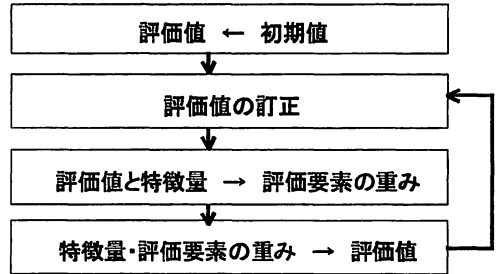 評価値 ← 初期値
評価値の訂正
評価値と特徴量 → 評価要素の重み
特徴量・評価要素の重み → 評価値